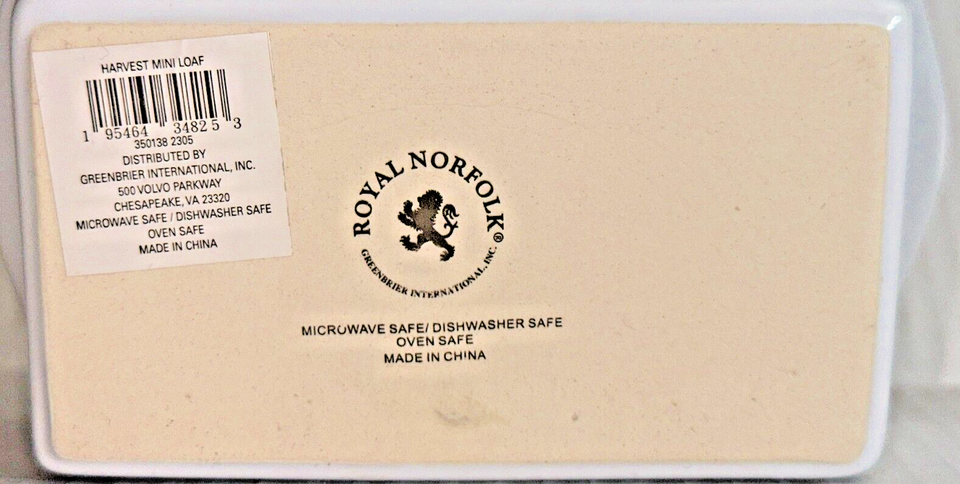 HARVEST MINI LOAF
1 95464 34825 3
350138 2305
DISTRIBUTED BY
GREENBRIER INTERNATIONAL, INC.
500 VOLVO PARKWAY
CHESAPEAKE, VA 23320
MICROWAVE SAFE / DISHWASHER SAFE
OVEN SAFE
MADE IN CHINA
ROYAL NORFOLK®
GREENBRIER INTERNATIONAL, INC.
MICROWAVE SAFE/ DISHWASHER SAFE
OVEN SAFE
MADE IN CHINA